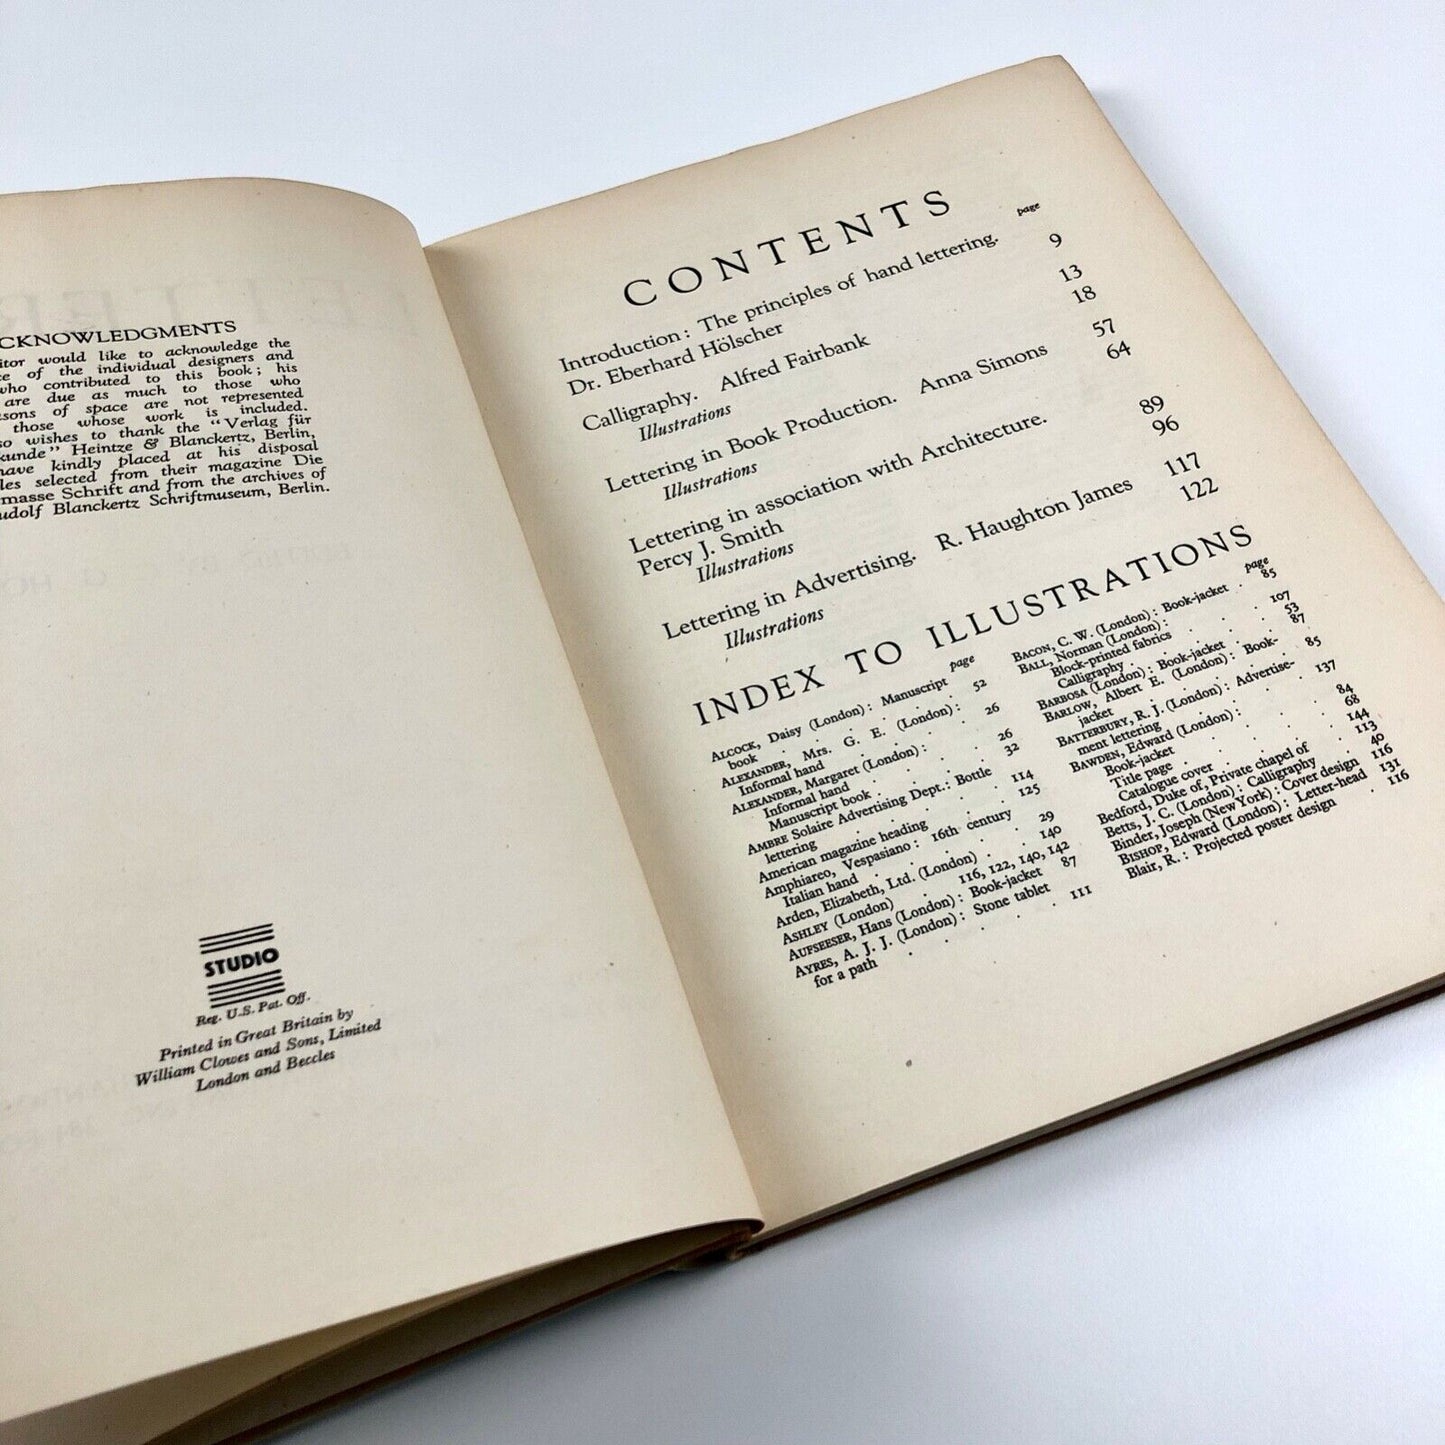 CKNOWLEDGMENTS
itor would like to acknowledge the
e of the individual designers and
who contributed to this book; his
are due as much to those who
sons of space are not represented
those whose work is included.
so wishes to thank the "Verlag für
kunde" Heintze & Blanckertz, Berlin,
have kindly placed at his disposal
les selected from their magazine Die
masse Schrift and from the archives of
udolf Blanckertz Schriftmuseum, Berlin.
STUDIO
Reg. U.S. Pat. Off.
Printed in Great Britain by
William Clowes and Sons, Limited
London and Beccles
CONTENTS
page
Introduction: The principles of hand lettering.
Dr. Eberhard Hölscher 9
Calligraphy. Alfred Fairbank 13
Illustrations 18
Lettering in Book Production. Anna Simons 57
Illustrations 64
Lettering in association with Architecture.
Percy J. Smith 89
Illustrations 96
Lettering in Advertising. R. Haughton James 117
Illustrations 122
INDEX TO ILLUSTRATIONS
page
ALCOCK, Daisy (London): Manuscript
book . . . . . . 52
ALEXANDER, Mrs. G. E. (London):
Informal hand . . . . 26
ALEXANDER, Margaret (London):
Informal hand . . . . 26
Manuscript book . . . . 32
AMBRE Solaire Advertising Dept.: Bottle
lettering . . . . . 114
American magazine heading . . 125
Amphiareo, Vespasiano: 16th century
Italian hand . . . . 29
Arden, Elizabeth, Ltd. (London) . . 140
ASHLEY (London) . 116, 122, 140, 142
AUFSEESER, Hans (London): Book-jacket 87
AYRES, A. J. J. (London): Stone tablet
for a path . . . . . 111
page
BACON, C. W. (London): Book-jacket . 85
BALL, Norman (London):
Block-printed fabrics . . . 107
Calligraphy . . . . . 53
BARBOSA (London): Book-jacket . . 87
BARLOW, Albert E. (London): Book-
jacket . . . . . 85
BATTERBURY, R. J. (London): Advertise-
ment lettering . . . . 137
BAWDEN, Edward (London):
Book-jacket . . . . 84
Title page . . . . . 68
Catalogue cover . . . . 144
Bedford, Duke of, Private chapel of . 113
Betts, J. C. (London): Calligraphy . 40
Binder, Joseph (New York): Cover design 116
BISHOP, Edward (London): Letter-head 131
Blair, R.: Projected poster design . 116